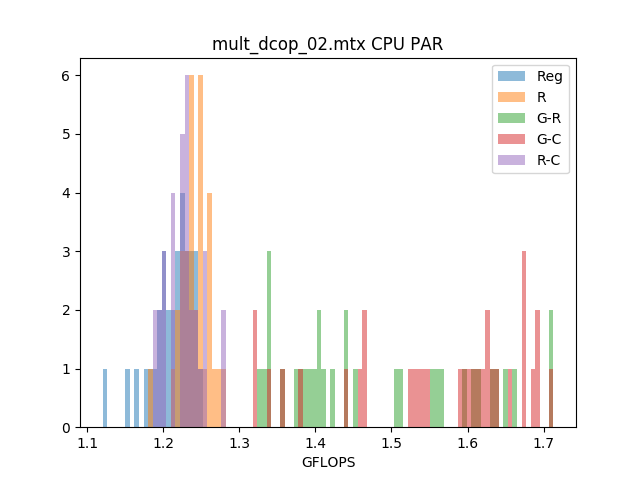 mult_dcop_02.mtx CPU PAR
Reg
R
G-R
G-C
R-C
6
5
4
3
2
1
0
1.1 1.2 1.3 1.4 1.5 1.6 1.7
GFLOPS